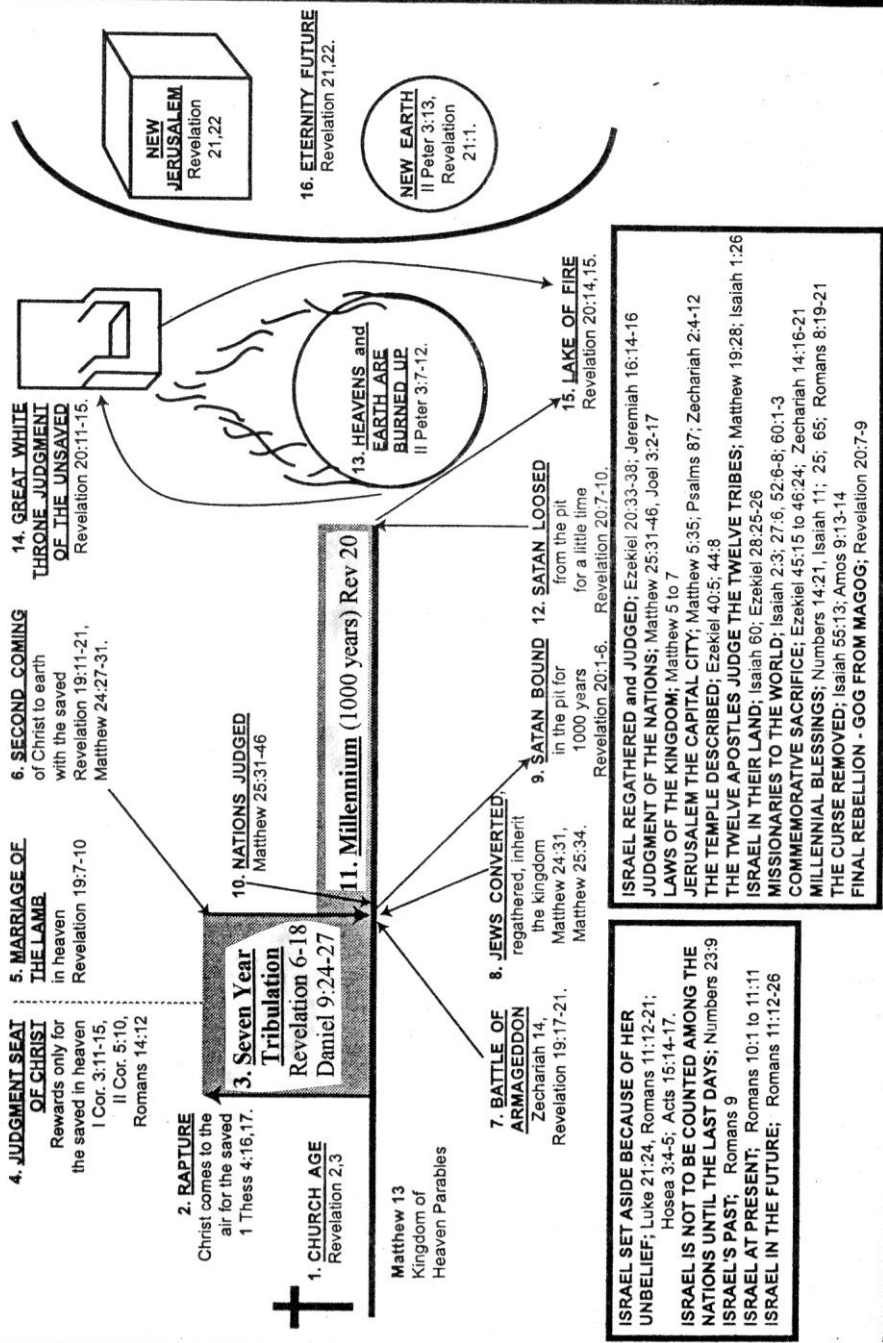 4. JUDGMENT SEAT
OF CHRIST
Rewards only for
the saved in heaven
I Cor. 3:11-15,
II Cor. 5:10,
Romans 14:12
5. MARRIAGE OF
THE LAMB
in heaven
Revelation 19:7-10
6. SECOND COMING
of Christ to earth
with the saved
Revelation 19:11-21,
Matthew 24:27-31.
14. GREAT WHITE
THRONE JUDGMENT
OF THE UNSAVED
Revelation 20:11-15.
NEW
JERUSALEM
Revelation
21,22
2. RAPTURE
Christ comes to the
air for the saved
1 Thess 4:16,17.
3. Seven Year
Tribulation
Revelation 6-18
Daniel 9:24-27
10. NATIONS JUDGED
Matthew 25:31-46
13. HEAVENS and
EARTH ARE
BURNED UP
II Peter 3:7-12.
16. ETERNITY FUTURE
Revelation 21,22.
1. CHURCH AGE
Revelation 2,3
11. Millennium (1000 years) Rev 20
NEW EARTH
II Peter 3:13,
Revelation
21:1.
Matthew 13
Kingdom of
Heaven Parables
7. BATTLE OF
ARMAGEDDON
Zechariah 14,
Revelation 19:17-21.
8. JEWS CONVERTED,
regathered, inherit
the kingdom
Matthew 24:31,
Matthew 25:34.
9. SATAN BOUND
in the pit for
1000 years
Revelation 20:1-6.
12. SATAN LOOSED
from the pit
for a little time
Revelation 20:7-10.
15. LAKE OF FIRE
Revelation 20:14,15.
ISRAEL SET ASIDE BECAUSE OF HER
UNBELIEF; Luke 21:24, Romans 11:12-21;
Hosea 3:4-5; Acts 15:14-17.
ISRAEL IS NOT TO BE COUNTED AMONG THE
NATIONS UNTIL THE LAST DAYS; Numbers 23:9
ISRAEL'S PAST; Romans 9
ISRAEL AT PRESENT; Romans 10:1 to 11:11
ISRAEL IN THE FUTURE; Romans 11:12-26
ISRAEL REGATHERED and JUDGED; Ezekiel 20:33-38; Jeremiah 16:14-16
JUDGMENT OF THE NATIONS; Matthew 25:31-46, Joel 3:2-17
LAWS OF THE KINGDOM; Matthew 5 to 7
JERUSALEM THE CAPITAL CITY; Matthew 5:35; Psalms 87; Zechariah 2:4-12
THE TEMPLE DESCRIBED; Ezekiel 40:5; 44:8
THE TWELVE APOSTLES JUDGE THE TWELVE TRIBES; Matthew 19:28; Isaiah 1:26
ISRAEL IN THEIR LAND; Isaiah 60; Ezekiel 28:25-26
MISSIONARIES TO THE WORLD; Isaiah 2:3; 27:6, 52:6-8; 60:1-3
COMMEMORATIVE SACRIFICE; Ezekiel 45:15 to 46:24; Zechariah 14:16-21
MILLENNIAL BLESSINGS; Numbers 14:21, Isaiah 11; 25; 65; Romans 8:19-21
THE CURSE REMOVED; Isaiah 55:13; Amos 9:13-14
FINAL REBELLION - GOG FROM MAGOG; Revelation 20:7-9